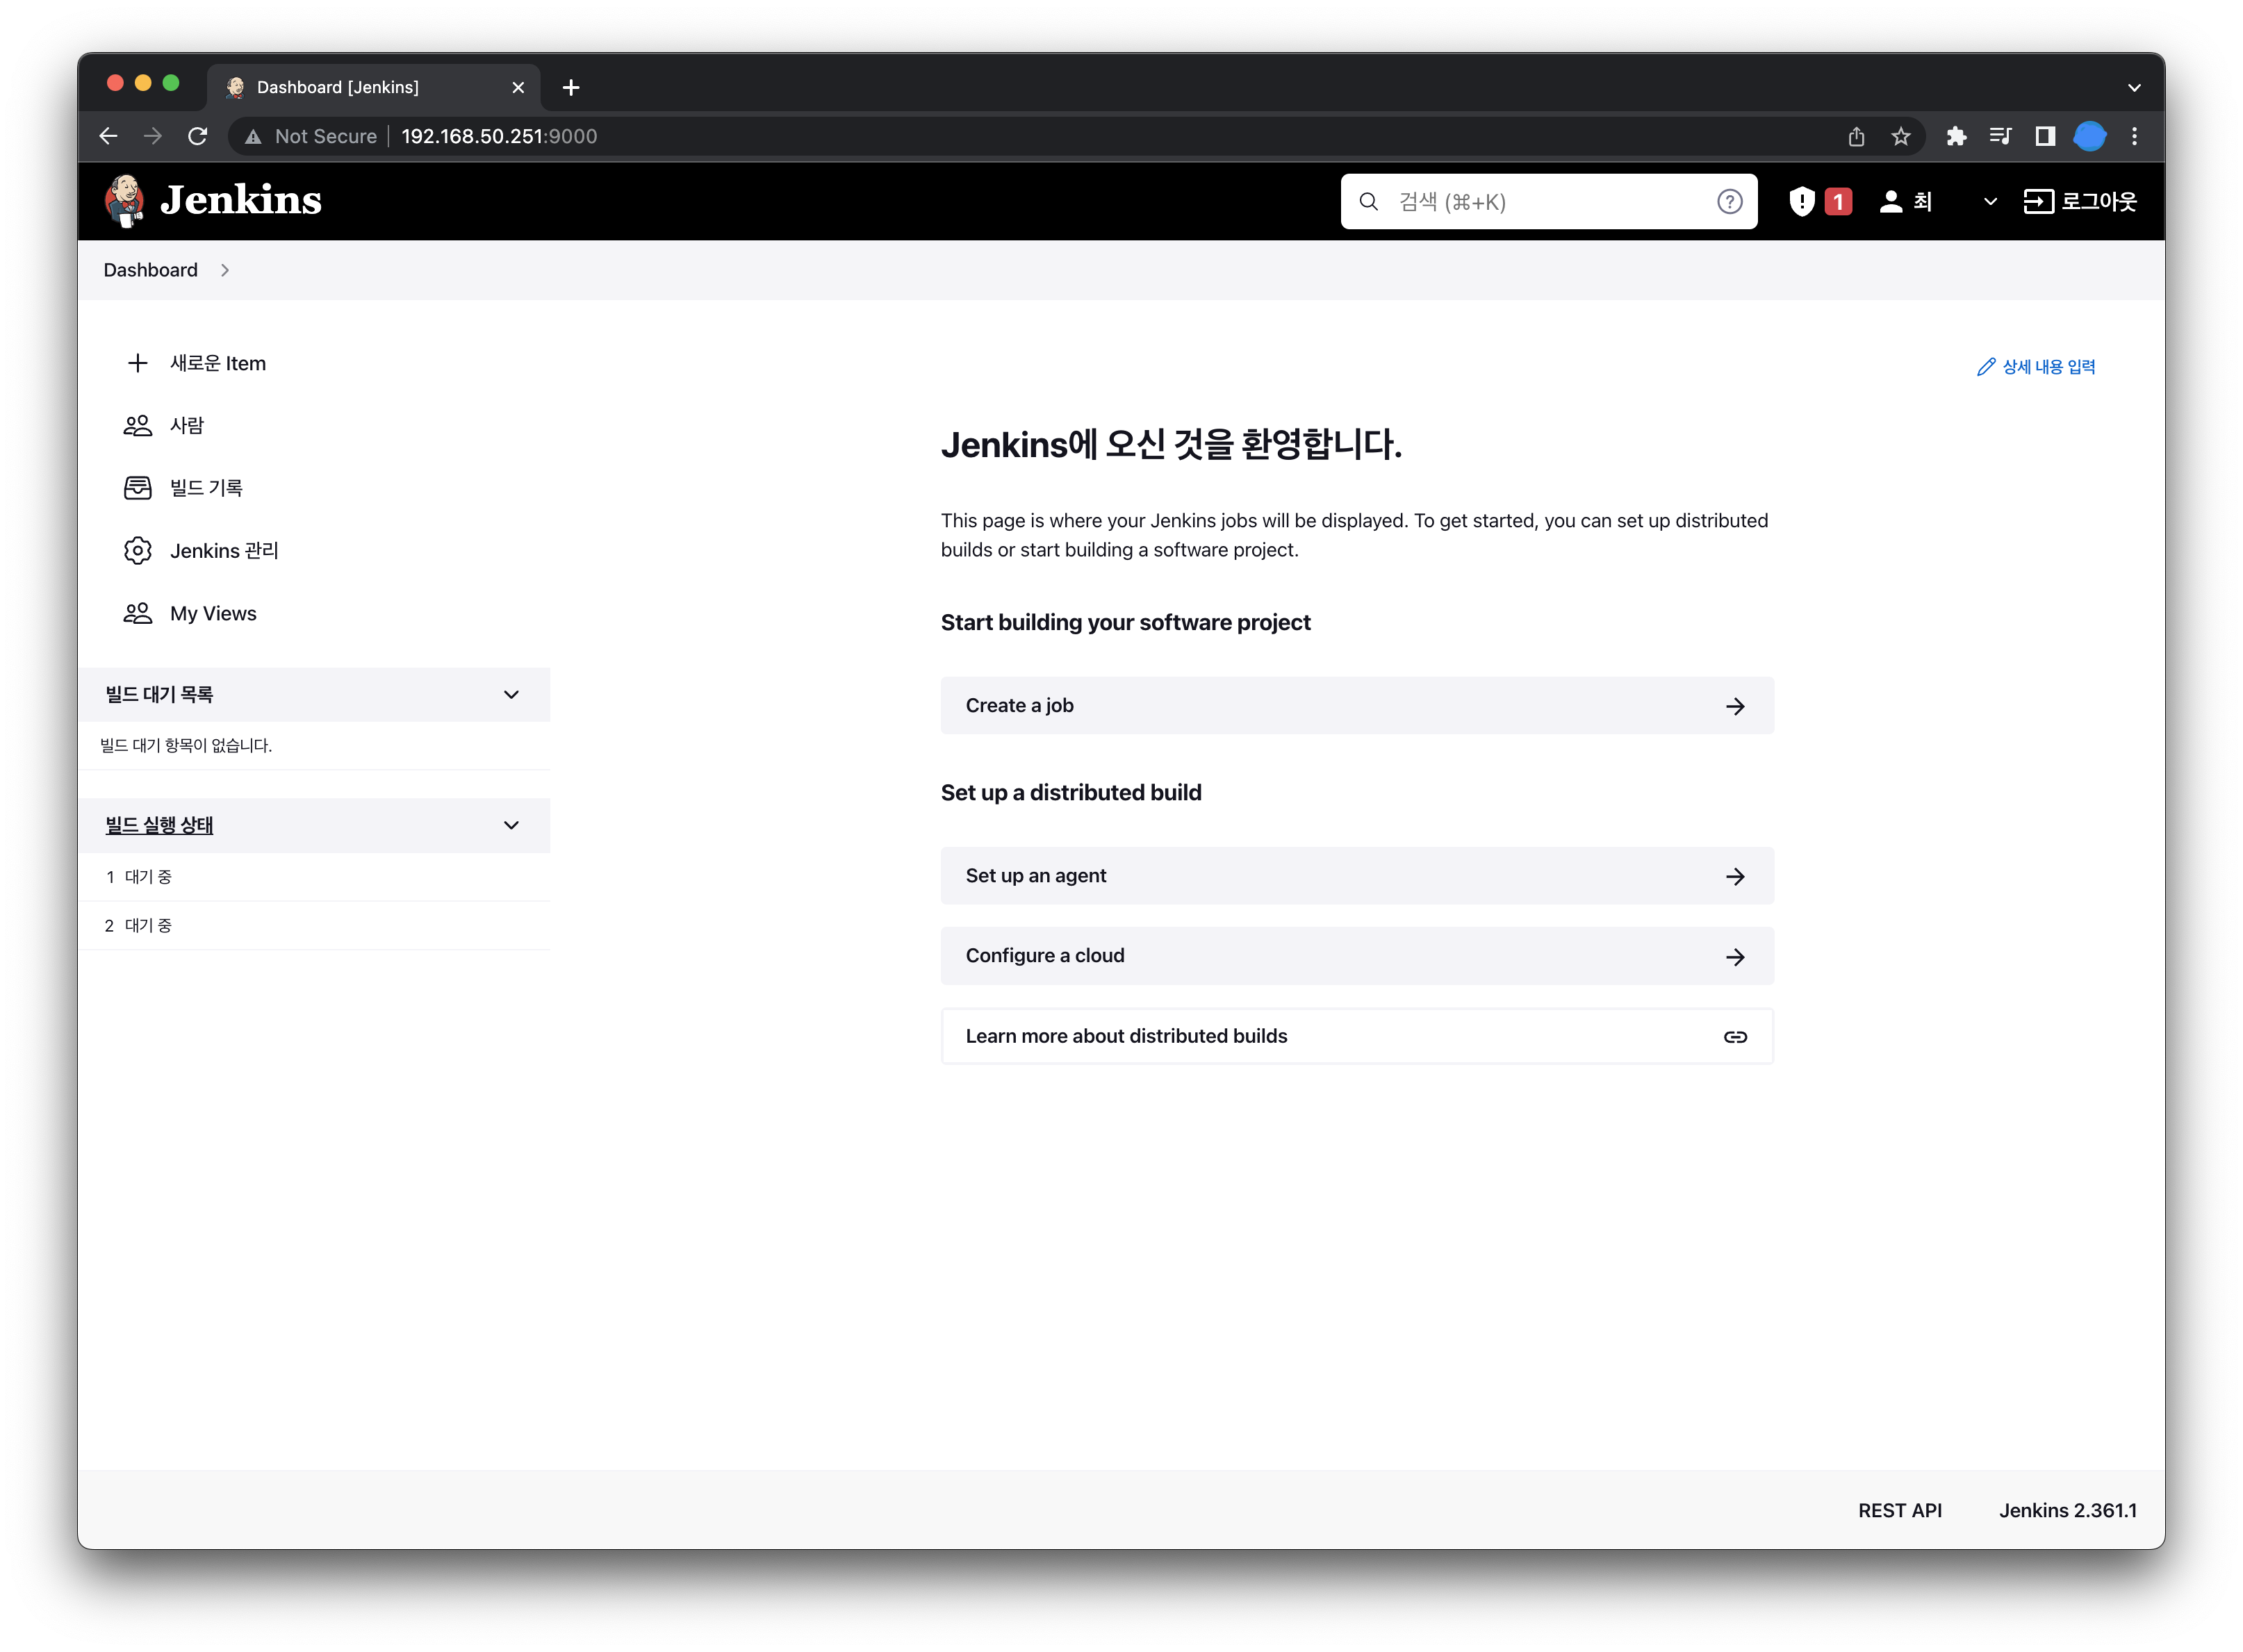 Dashboard [Jenkins]
Not Secure 192.168.50.251:9000
Jenkins
검색 (⌘+K)
1
최
로그아웃
Dashboard
새로운 Item
사람
빌드 기록
Jenkins 관리
My Views
빌드 대기 목록
빌드 대기 항목이 없습니다.
빌드 실행 상태
1 대기 중
2 대기 중
상세 내용 입력
Jenkins에 오신 것을 환영합니다.
This page is where your Jenkins jobs will be displayed. To get started, you can set up distributed
builds or start building a software project.
Start building your software project
Create a job
Set up a distributed build
Set up an agent
Configure a cloud
Learn more about distributed builds
REST API
Jenkins 2.361.1